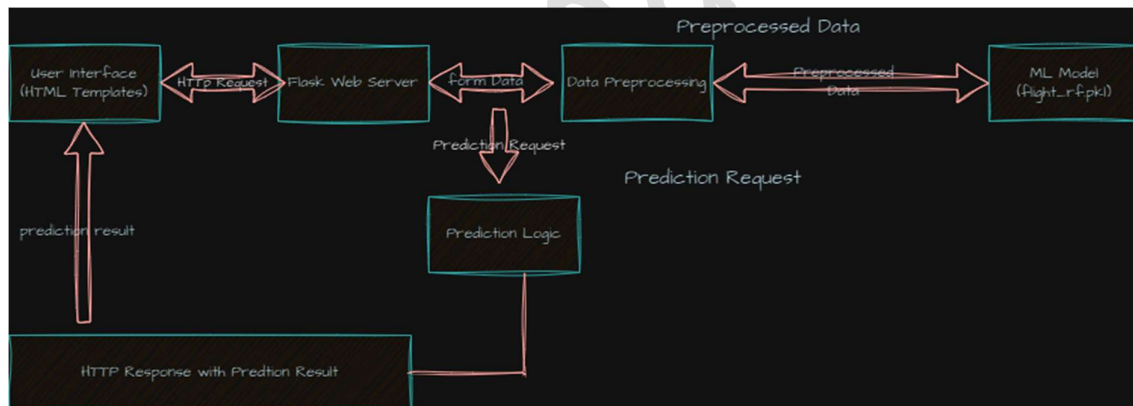 Preprocessed Data
User Interface
(HTML Templates)
HTTp Request
Flask Web Server
form Data
Data Preprocessing
Preprocessed
Data
ML Model
(flight_rf.pkl)
Prediction Request
Prediction Request
Prediction Logic
prediction result
HTTP Response with Predtion Result